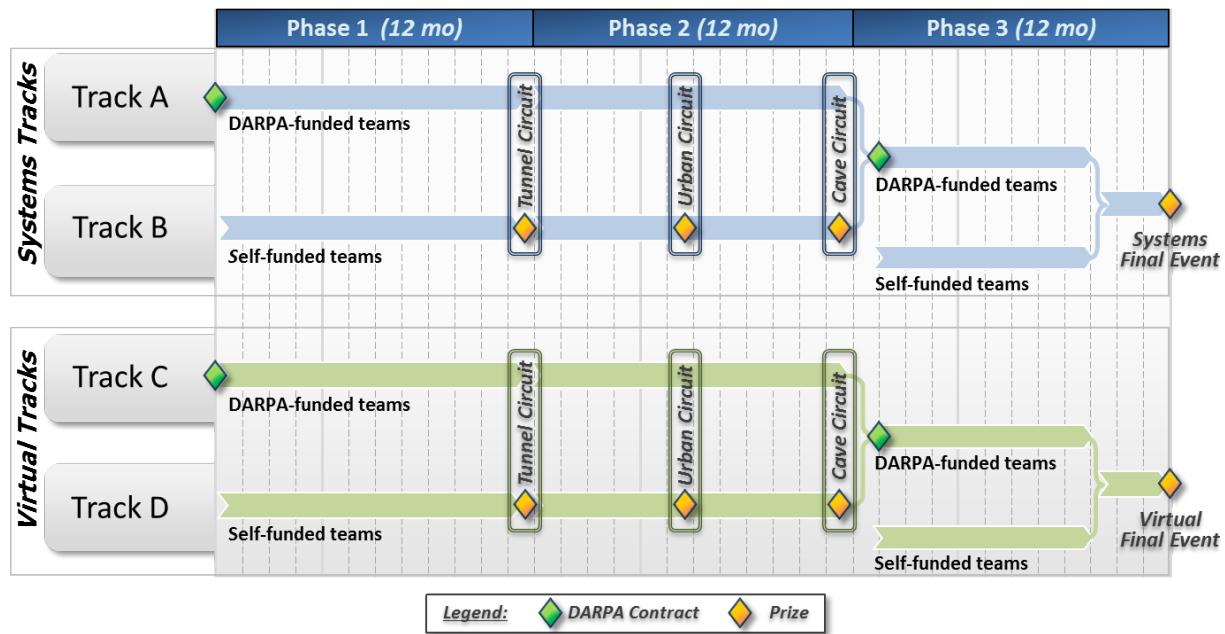 Phase 1 (12 mo)
Phase 2 (12 mo)
Phase 3 (12 mo)
Systems Tracks
Track A
DARPA-funded teams
Track B
Self-funded teams
Tunnel Circuit
Urban Circuit
Cave Circuit
DARPA-funded teams
Self-funded teams
Systems
Final Event
Virtual Tracks
Track C
DARPA-funded teams
Track D
Self-funded teams
Tunnel Circuit
Urban Circuit
Cave Circuit
DARPA-funded teams
Self-funded teams
Virtual
Final Event
Legend: DARPA Contract Prize